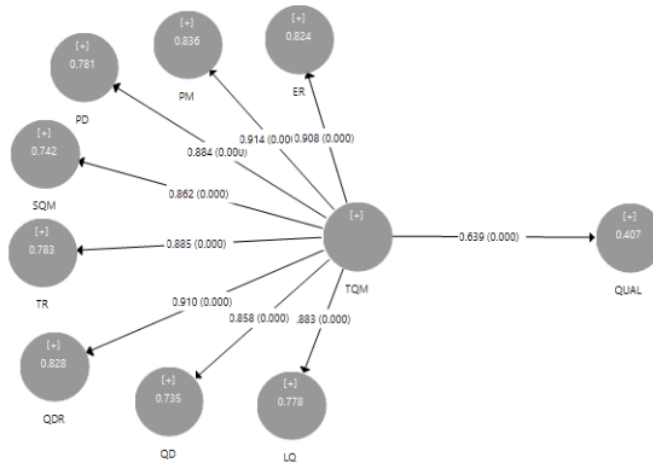 [+]
0.824
ER
[+]
0.836
PM
[+]
0.781
PD
0.914 (0.00
0.908 (0.000)
0.884 (0.000)
[+]
0.742
SQM
0.862 (0.000)
[+]
TQM
[+]
0.783
TR
0.885 (0.000)
0.639 (0.000)
[+]
0.407
QUAL
0.910 (0.000)
0.858 (0.000)
.883 (0.000)
[+]
0.828
QDR
[+]
0.735
QD
[+]
0.778
LQ